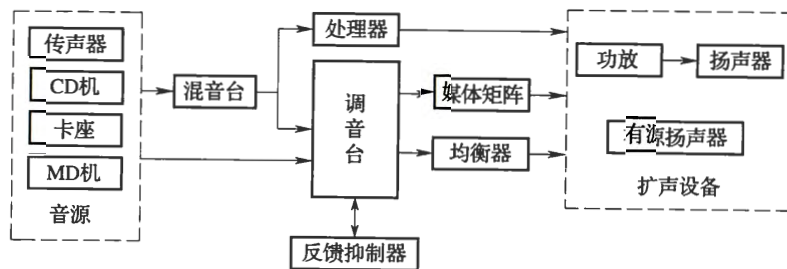 传声器
CD机
卡座
MD机
音源
混音台
处理器
调音台
媒体矩阵
均衡器
反馈抑制器
功放
扬声器
有源扬声器
扩声设备